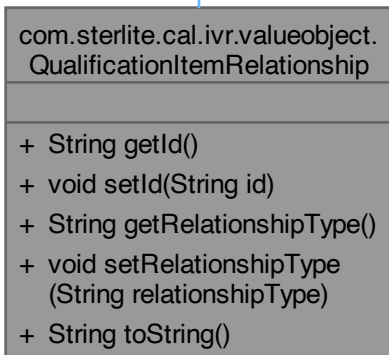 com.sterlite.cal.ivr.valueobject.
QualificationItemRelationship
+ String getId()
+ void setId(String id)
+ String getRelationshipType()
+ void setRelationshipType
(String relationshipType)
+ String toString()